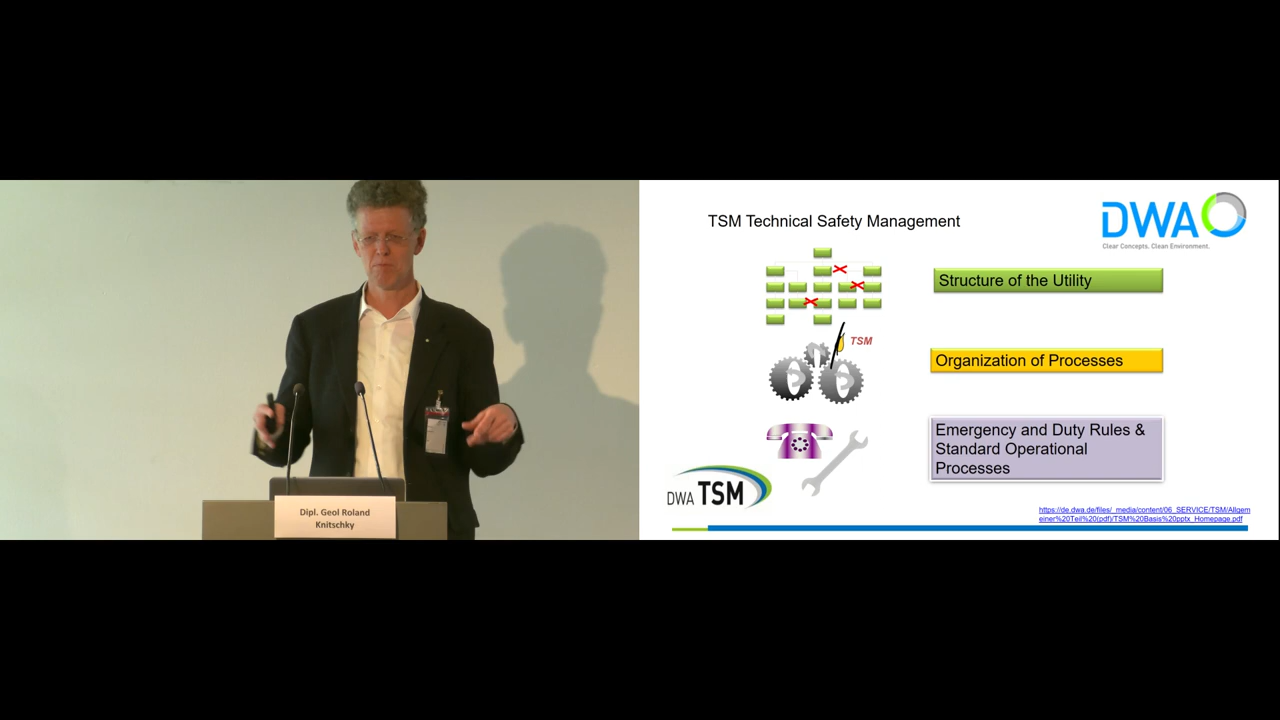 Dipl. Geol Roland
Knitschky
TSM Technical Safety Management
DWA
Clear Concepts. Clean Environment.
Structure of the Utility
TSM
Organization of Processes
Emergency and Duty Rules &
Standard Operational
Processes
DWA TSM
https://de.dwa.de/files/_media/content/06_SERVICE/TSM/Allgem
einer%20Teil%20(pdf)/TSM%20Basis%20pptx_Homepage.pdf